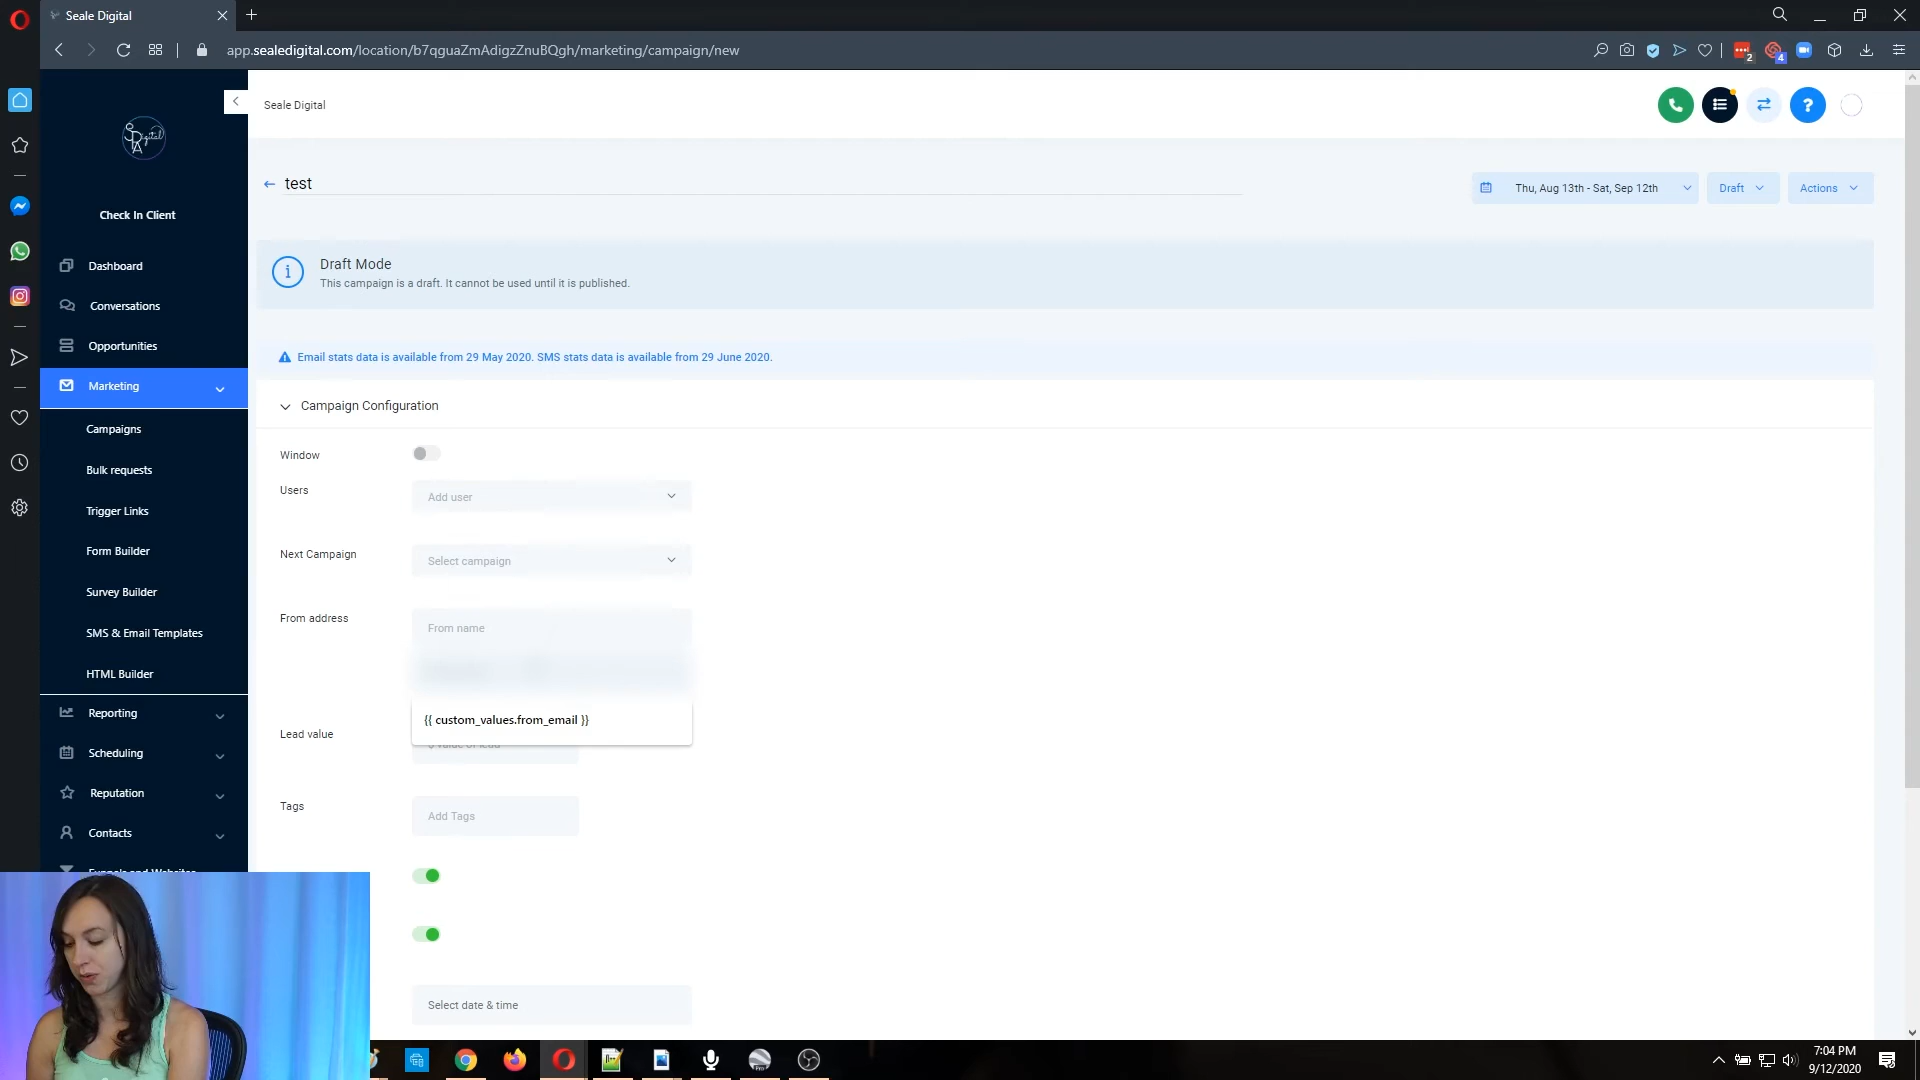 Seale Digital
app.sealedigital.com/location/b7qguaZmAdigzZnuBQgh/marketing/campaign/new
2
4
Seale Digital
SPA Digital
Check In Client
Dashboard
Conversations
Opportunities
Marketing
Campaigns
Bulk requests
Trigger Links
Form Builder
Survey Builder
SMS & Email Templates
HTML Builder
Reporting
Scheduling
Reputation
Contacts
test
Thu, Aug 13th - Sat, Sep 12th
Draft
Actions
Draft Mode
This campaign is a draft. It cannot be used until it is published.
Email stats data is available from 29 May 2020. SMS stats data is available from 29 June 2020.
Campaign Configuration
Window
Users
Add user
Next Campaign
Select campaign
From address
From name
{{ custom_values.from_email }}
Lead value
Tags
Add Tags
Select date & time
7:04 PM
9/12/2020